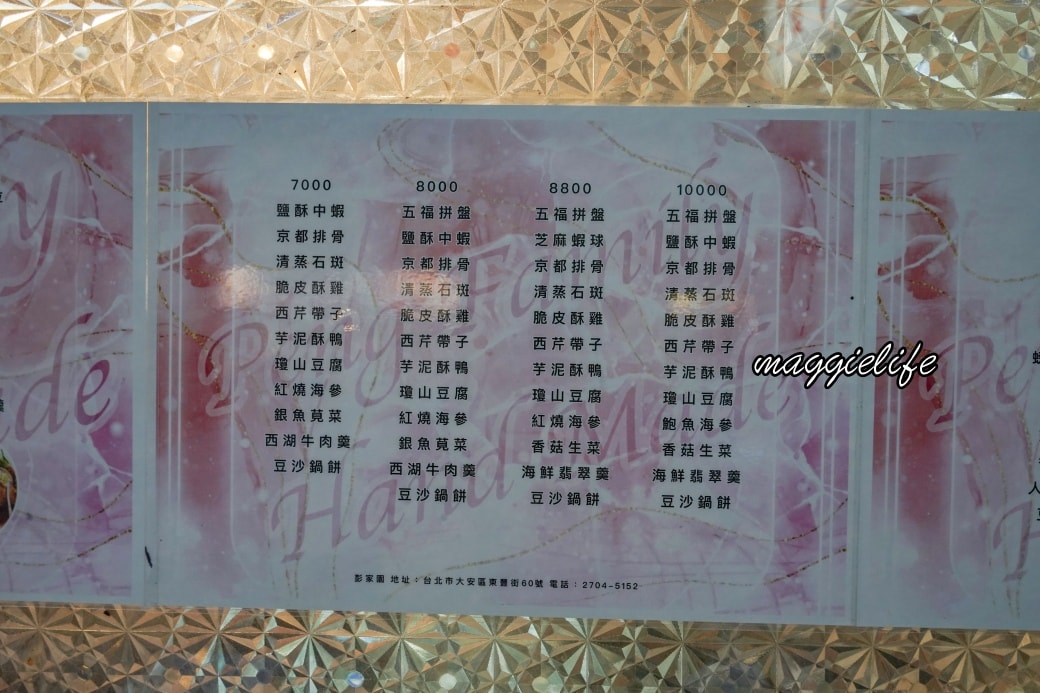 7000
鹽酥中蝦
京都排骨
清蒸石斑
脆皮酥雞
西芹帶子
芋泥酥鴨
瓊山豆腐
紅燒海參
銀魚莧菜
西湖牛肉羹
豆沙鍋餅
8000
五福拼盤
鹽酥中蝦
京都排骨
清蒸石斑
脆皮酥雞
西芹帶子
芋泥酥鴨
瓊山豆腐
紅燒海參
銀魚莧菜
西湖牛肉羹
豆沙鍋餅
8800
五福拼盤
芝麻蝦球
京都排骨
清蒸石斑
脆皮酥雞
西芹帶子
芋泥酥鴨
瓊山豆腐
紅燒海參
香菇生菜
海鮮翡翠羹
豆沙鍋餅
10000
五福拼盤
鹽酥中蝦
京都排骨
清蒸石斑
脆皮酥雞
西芹帶子
芋泥酥鴨
瓊山豆腐
鮑魚海參
香菇生菜
海鮮翡翠羹
豆沙鍋餅
Peng Family
Hand Made
彭家園 地址：台北市大安區東豐街60號 電話：2704-5152
maggielife